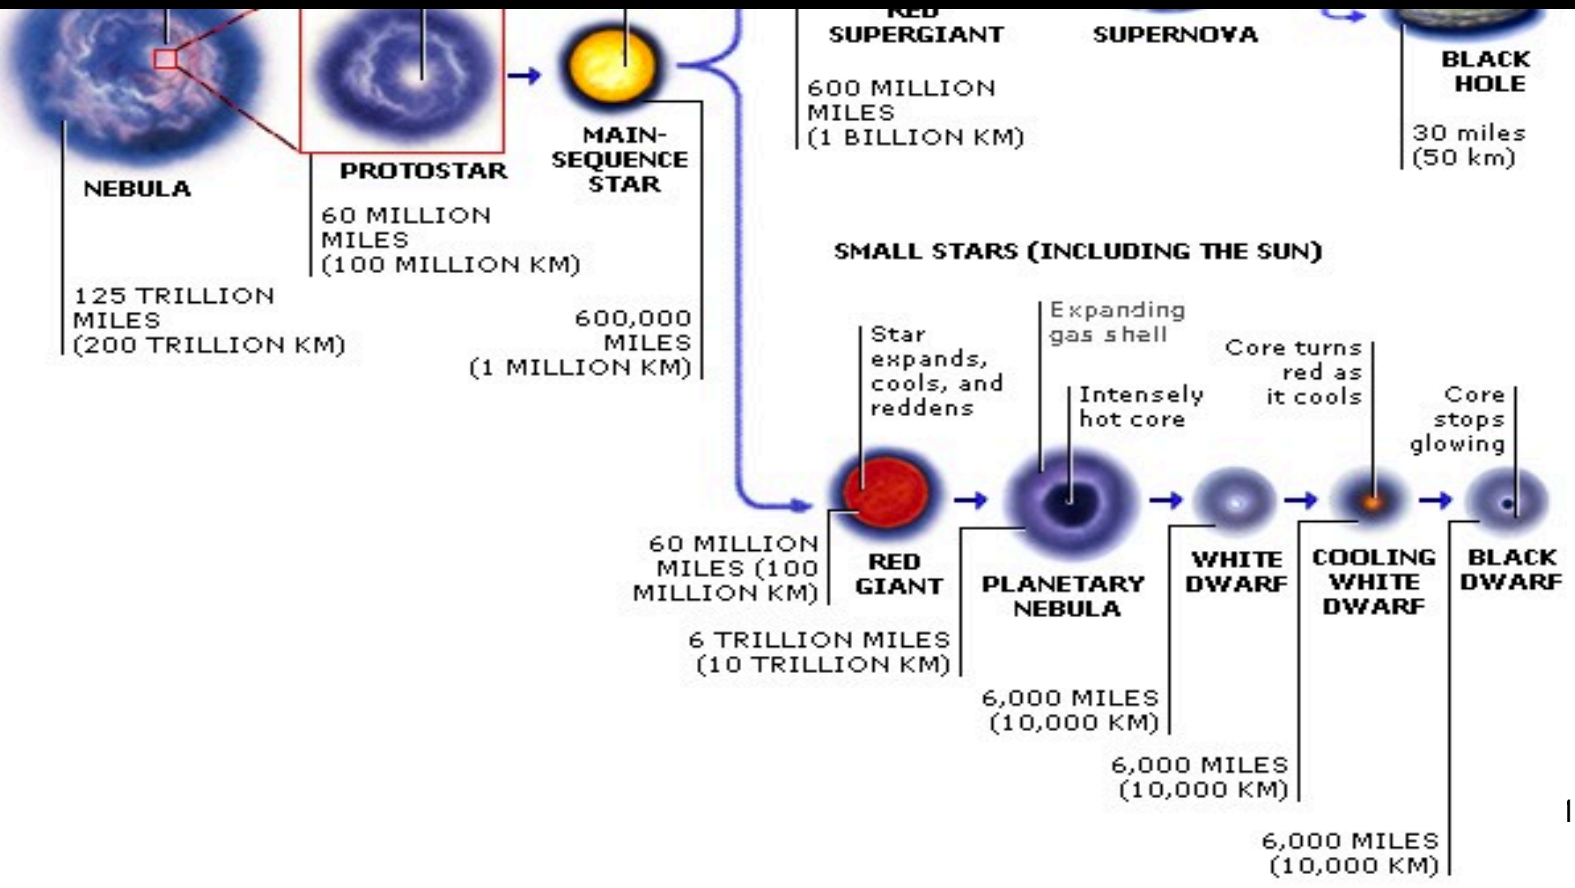 RED
SUPERGIANT
SUPERNOVA
BLACK
HOLE
600 MILLION
MILES
(1 BILLION KM)
30 miles
(50 km)
MAIN-
SEQUENCE
STAR
PROTOSTAR
NEBULA
60 MILLION
MILES
(100 MILLION KM)
125 TRILLION
MILES
(200 TRILLION KM)
600,000
MILES
(1 MILLION KM)
SMALL STARS (INCLUDING THE SUN)
Star
expands,
cools, and
reddens
Expanding
gas shell
Intensely
hot core
Core turns
red as
it cools
Core
stops
glowing
RED
GIANT
PLANETARY
NEBULA
WHITE
DWARF
COOLING
WHITE
DWARF
BLACK
DWARF
60 MILLION
MILES (100
MILLION KM)
6 TRILLION MILES
(10 TRILLION KM)
6,000 MILES
(10,000 KM)
6,000 MILES
(10,000 KM)
6,000 MILES
(10,000 KM)